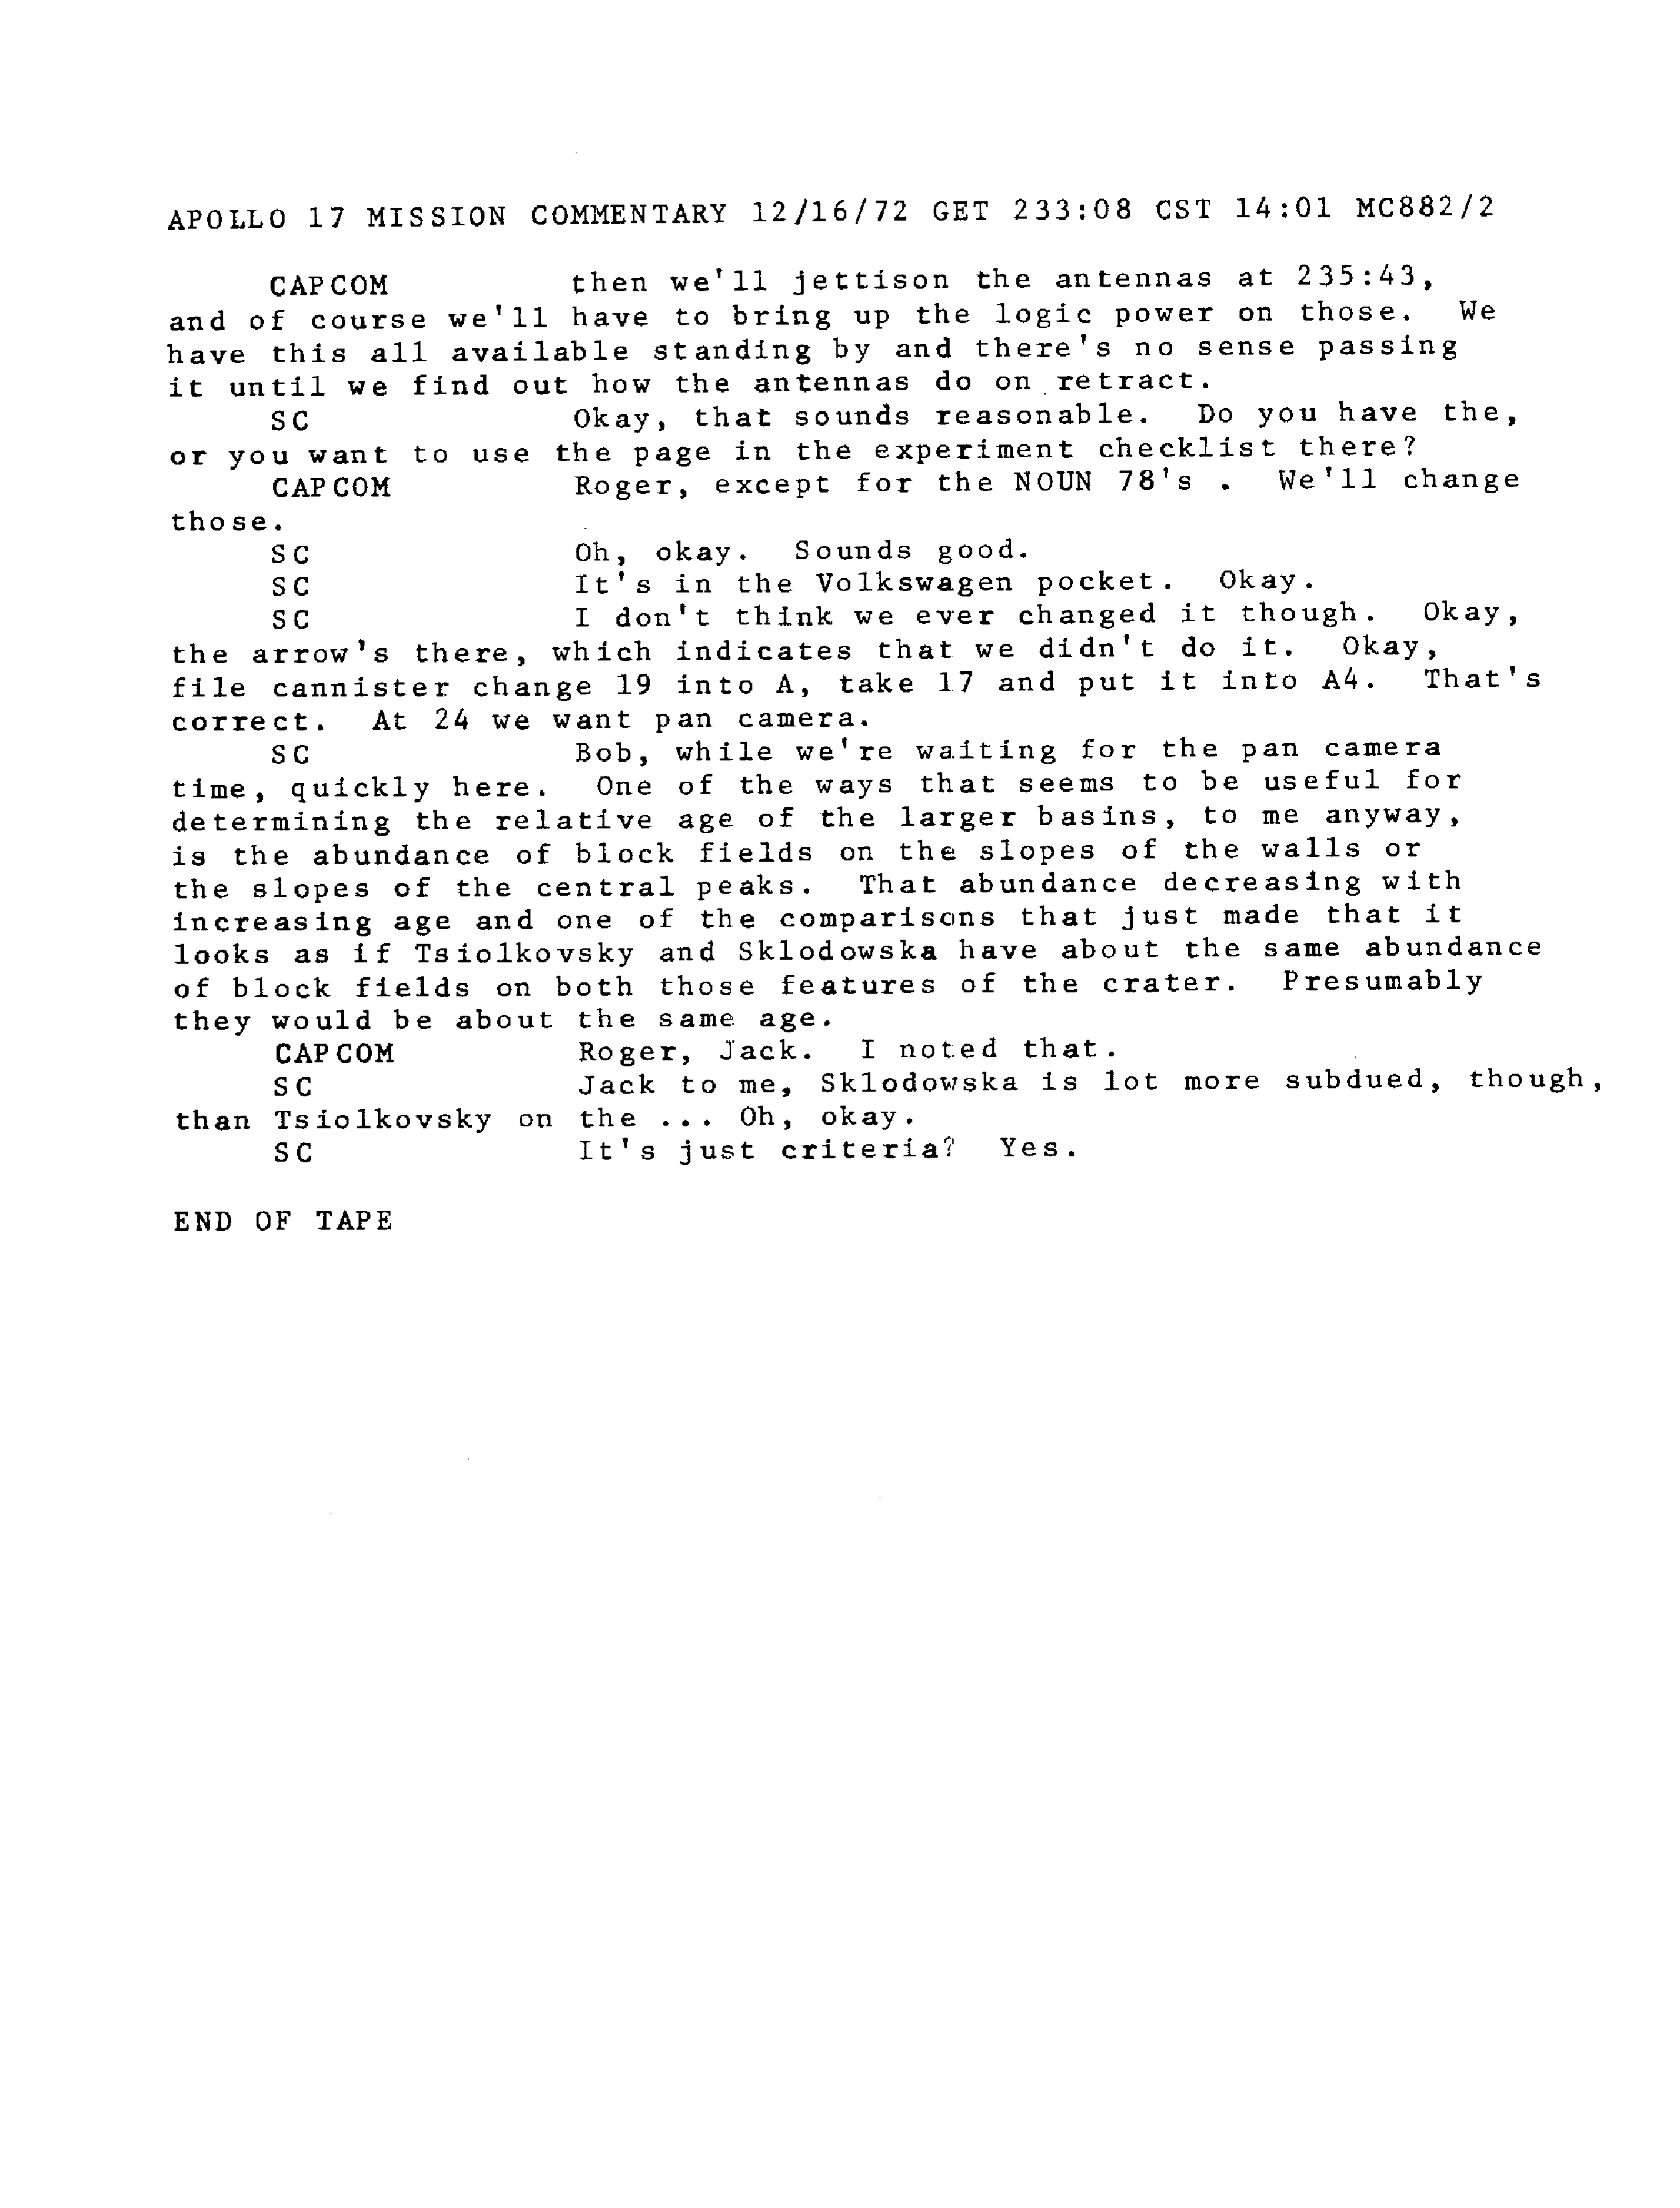 APOLLO 17 MISSION COMMENTARY 12/16/72 GET 233:08 CST 14:01 MC882/2
CAPCOM then we'll jettison the antennas at 235:43,
and of course we'll have to bring up the logic power on those. We
have this all available standing by and there's no sense passing
it until we find out how the antennas do on retract.
SC Okay, that sounds reasonable. Do you have the,
or you want to use the page in the experiment checklist there?
CAPCOM Roger, except for the NOUN 78's . We'll change
those.
SC Oh, okay. Sounds good.
SC It's in the Volkswagen pocket. Okay.
SC I don't think we ever changed it though. Okay,
the arrow's there, which indicates that we didn't do it. Okay,
file cannister change 19 into A, take 17 and put it into A4. That's
correct. At 24 we want pan camera.
SC Bob, while we're waiting for the pan camera
time, quickly here. One of the ways that seems to be useful for
determining the relative age of the larger basins, to me anyway,
is the abundance of block fields on the slopes of the walls or
the slopes of the central peaks. That abundance decreasing with
increasing age and one of the comparisons that just made that it
looks as if Tsiolkovsky and Sklodowska have about the same abundance
of block fields on both those features of the crater. Presumably
they would be about the same age.
CAPCOM Roger, Jack. I noted that.
SC Jack to me, Sklodowska is lot more subdued, though,
than Tsiolkovsky on the ... Oh, okay.
SC It's just criteria? Yes.
END OF TAPE